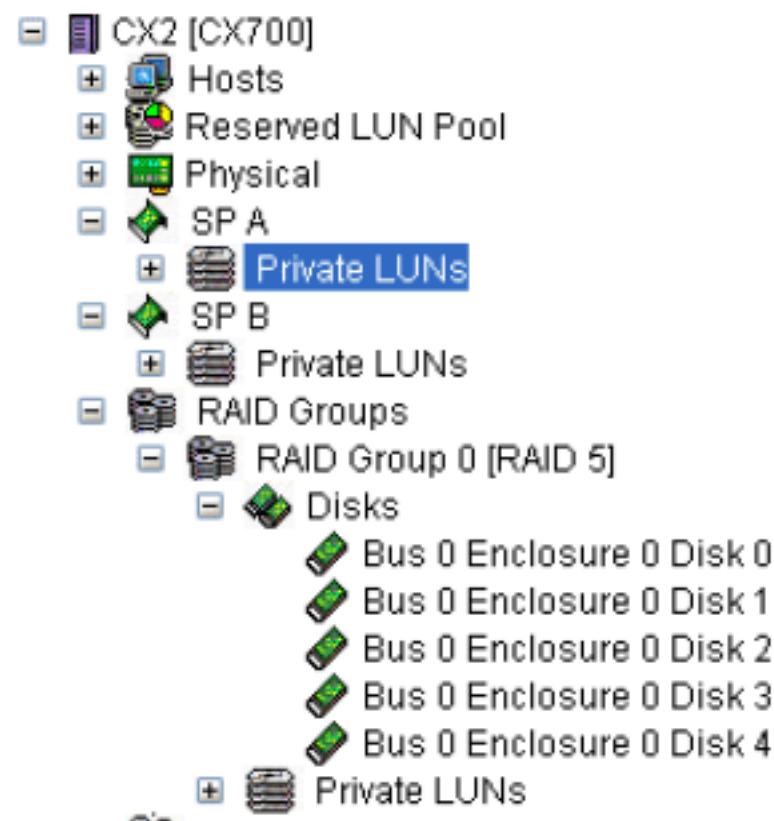 CX2 [CX700]
Hosts
Reserved LUN Pool
Physical
SP A
Private LUNs
SP B
Private LUNs
RAID Groups
RAID Group 0 [RAID 5]
Disks
Bus 0 Enclosure 0 Disk 0
Bus 0 Enclosure 0 Disk 1
Bus 0 Enclosure 0 Disk 2
Bus 0 Enclosure 0 Disk 3
Bus 0 Enclosure 0 Disk 4
Private LUNs